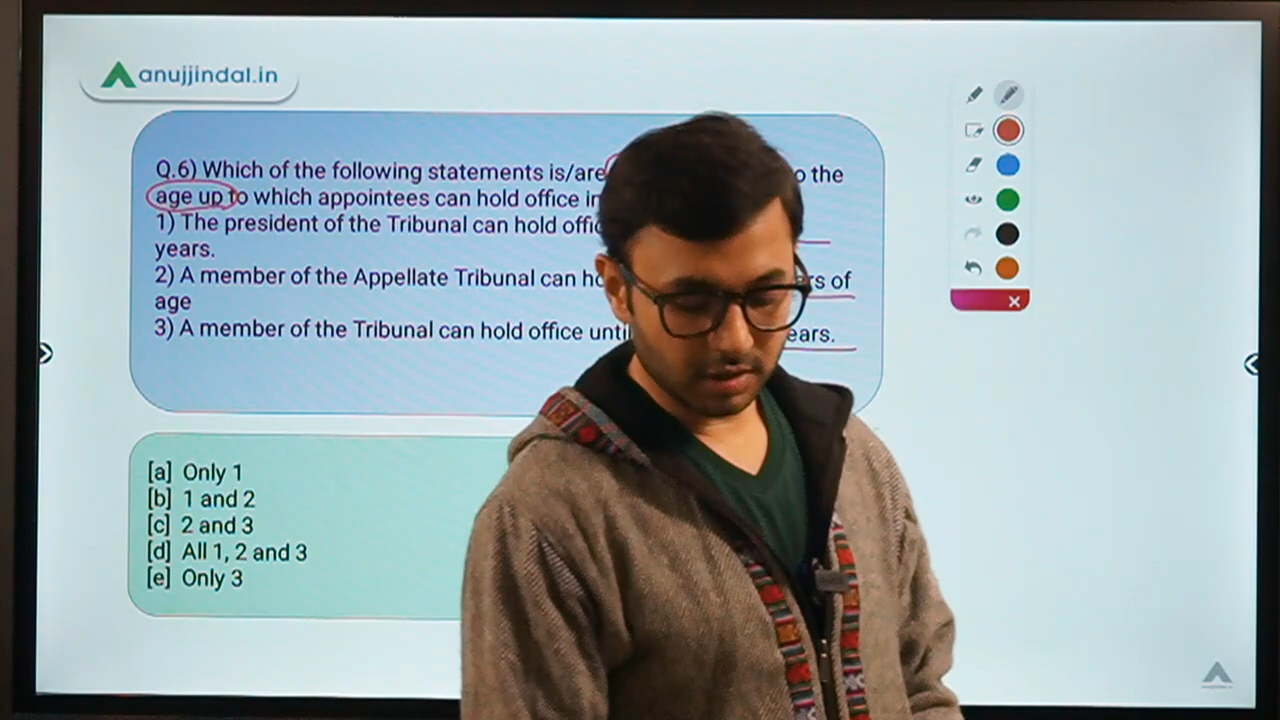 anujjindal.in
Q.6) Which of the following statements is/are o the
age up to which appointees can hold office in
1) The president of the Tribunal can hold offic
years.
2) A member of the Appellate Tribunal can ho rs of
age
3) A member of the Tribunal can hold office until ears.
[a] Only 1
[b] 1 and 2
[c] 2 and 3
[d] All 1, 2 and 3
[e] Only 3